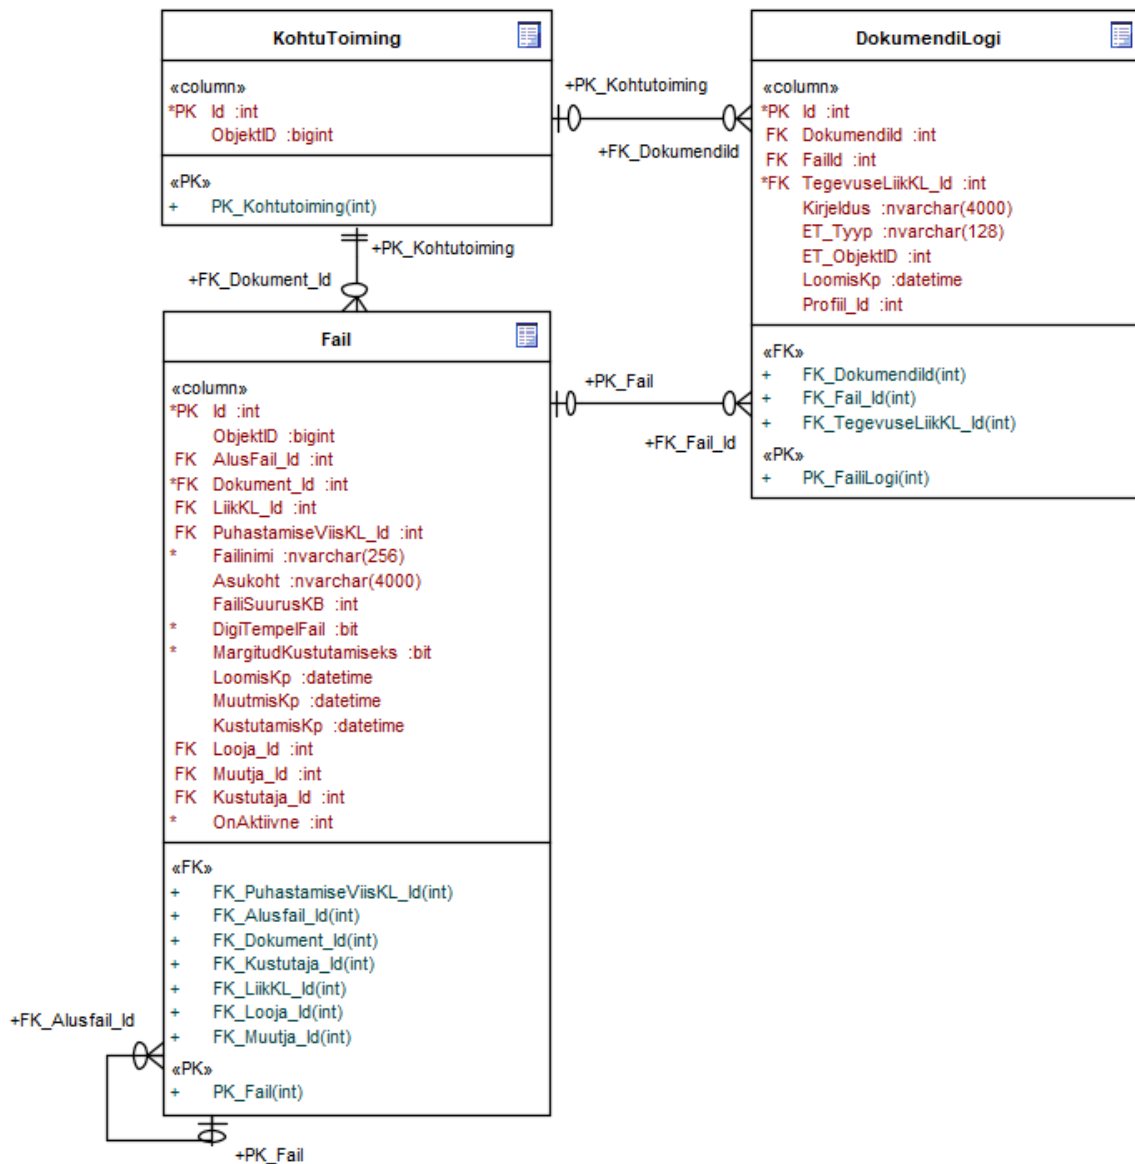 KohtuToiming
«column»
*PK Id :int
ObjektID :bigint
«PK»
+ PK_Kohtutoiming(int)
+PK_Kohtutoiming
+FK_DokumendiId
DokumendiLogi
«column»
*PK Id :int
FK DokumendiId :int
FK FailId :int
*FK TegevuseLiikKL_Id :int
Kirjeldus :nvarchar(4000)
ET_Tyyp :nvarchar(128)
ET_ObjektID :int
LoomisKp :datetime
Profiil_Id :int
«FK»
+ FK_DokumendiId(int)
+ FK_Fail_Id(int)
+ FK_TegevuseLiikKL_Id(int)
«PK»
+ PK_FailiLogi(int)
+PK_Kohtutoiming
+FK_Dokument_Id
Fail
«column»
*PK Id :int
ObjektID :bigint
FK AlusFail_Id :int
*FK Dokument_Id :int
FK LiikKL_Id :int
FK PuhastamiseViisKL_Id :int
* Failinimi :nvarchar(256)
Asukoht :nvarchar(4000)
FailiSuurusKB :int
* DigiTempelFail :bit
* MargitudKustutamiseks :bit
LoomisKp :datetime
MuutmisKp :datetime
KustutamisKp :datetime
FK Looja_Id :int
FK Muutja_Id :int
FK Kustutaja_Id :int
* OnAktiivne :int
«FK»
+ FK_PuhastamiseViisKL_Id(int)
+ FK_Alusfail_Id(int)
+ FK_Dokument_Id(int)
+ FK_Kustutaja_Id(int)
+ FK_LiikKL_Id(int)
+ FK_Looja_Id(int)
+ FK_Muutja_Id(int)
«PK»
+ PK_Fail(int)
+PK_Fail
+FK_Fail_Id
+FK_Alusfail_Id
+PK_Fail